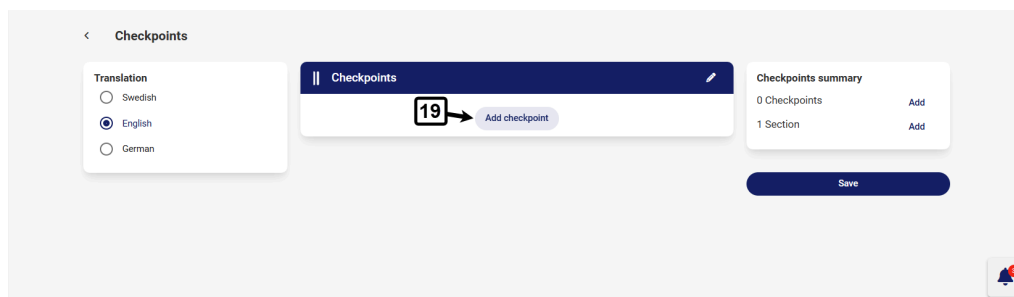 Checkpoints
Translation
Swedish
English
German
Checkpoints
19
Add checkpoint
Checkpoints summary
0 Checkpoints Add
1 Section Add
Save